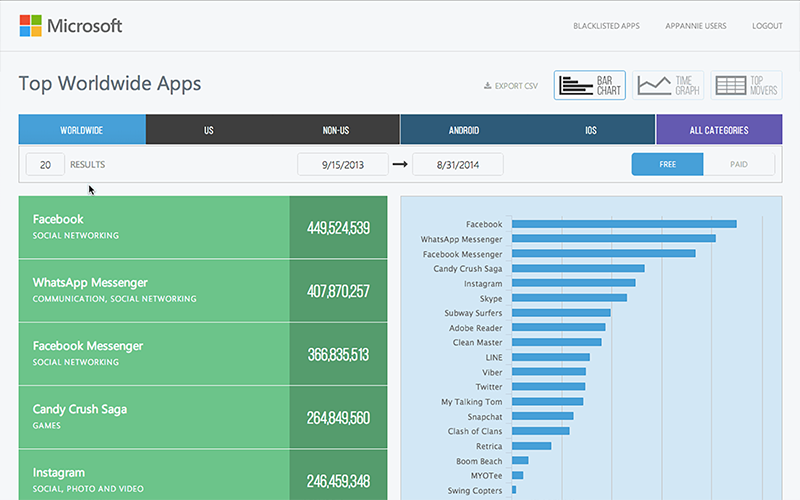 Microsoft
BLACKLISTED APPS
APPANNIE USERS
LOGOUT
Top Worldwide Apps
EXPORT CSV
BAR
CHART
TIME
GRAPH
TOP
MOVERS
WORLDWIDE
US
NON-US
ANDROID
IOS
ALL CATEGORIES
20
RESULTS
9/15/2013
8/31/2014
FREE
PAID
Facebook
SOCIAL NETWORKING
449,524,539
WhatsApp Messenger
COMMUNICATION, SOCIAL NETWORKING
407,870,257
Facebook Messenger
SOCIAL NETWORKING
366,835,513
Candy Crush Saga
GAMES
264,849,560
Instagram
SOCIAL, PHOTO AND VIDEO
246,459,348
Facebook
WhatsApp Messenger
Facebook Messenger
Candy Crush Saga
Instagram
Skype
Subway Surfers
Adobe Reader
Clean Master
LINE
Viber
Twitter
My Talking Tom
Snapchat
Clash of Clans
Retrica
Boom Beach
MYOTee
Swing Copters